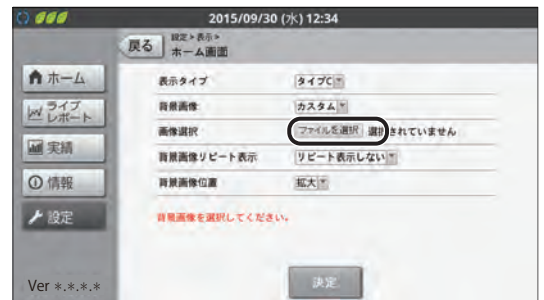 2015/09/30 (水) 12:34
戻る
設定>表示>
ホーム画面
ホーム
ライブ
レポート
実績
情報
設定
Ver *.*.*.*
表示タイプ タイプC
背景画像 カスタム
画像選択 ファイルを選択 選択されていません
背景画像リピート表示 リピート表示しない
背景画像位置 拡大
背景画像を選択してください。
決定